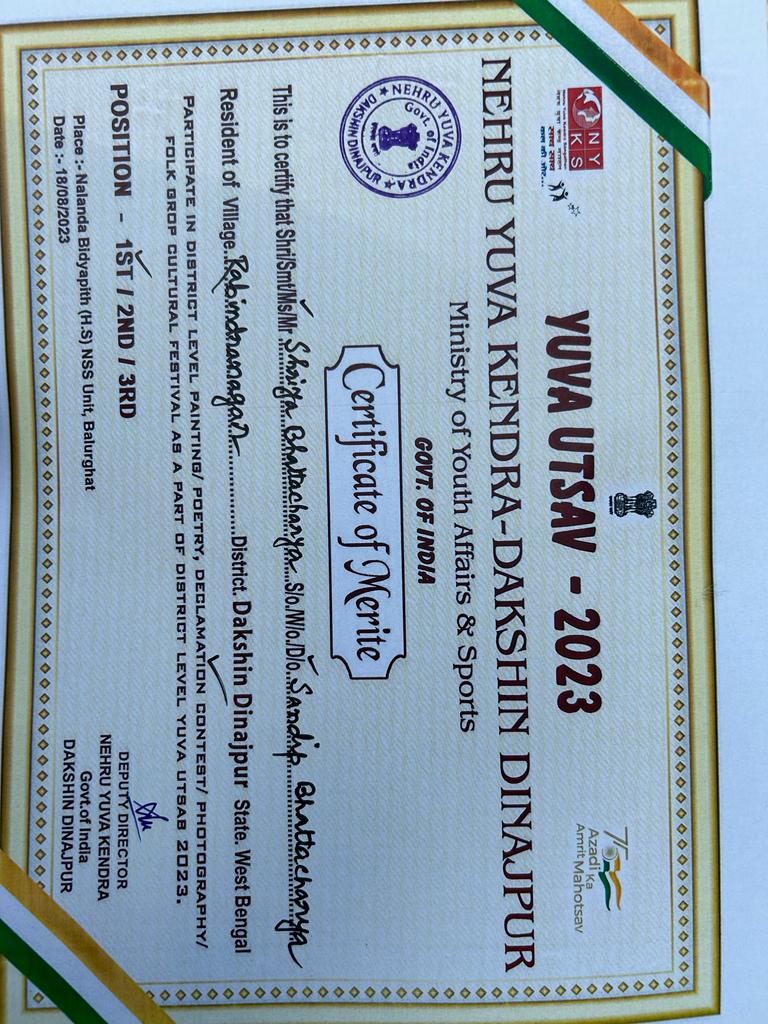 NYKS
YUVA UTSAV - 2023
75
Azadi Ka
Amrit Mahotsav
NEHRU YUVA KENDRA-DAKSHIN DINAJPUR
Ministry of Youth Affairs & Sports
GOVT. OF INDIA
NEHRU YUVA KENDRA
Govt. of India
DAKSHIN DINAJPUR
Certificate of Merite
This is to certify that Shri/Smt/Ms/Mr. Shriya Bhattacharya S/o./W/o./D/o. Sandip Bhattacharya
Resident of Village. Rabindranagar District. Dakshin Dinajpur State. West Bengal
PARTICIPATE IN DISTRICT LEVEL PAINTING/ POETRY, DECLAMATION CONTEST/ PHOTOGRAPHY/
FOLK GROP CULTURAL FESTIVAL AS A PART OF DISTRICT LEVEL YUVA UTSAB 2023.
POSITION - 1ST / 2ND / 3RD
Place :- Nalanda Bidyapith (H.S) NSS Unit, Balurghat
Date :- 18/08/2023
DEPUTY DIRECTOR
NEHRU YUVA KENDRA
Govt.of India
DAKSHIN DINAJPUR